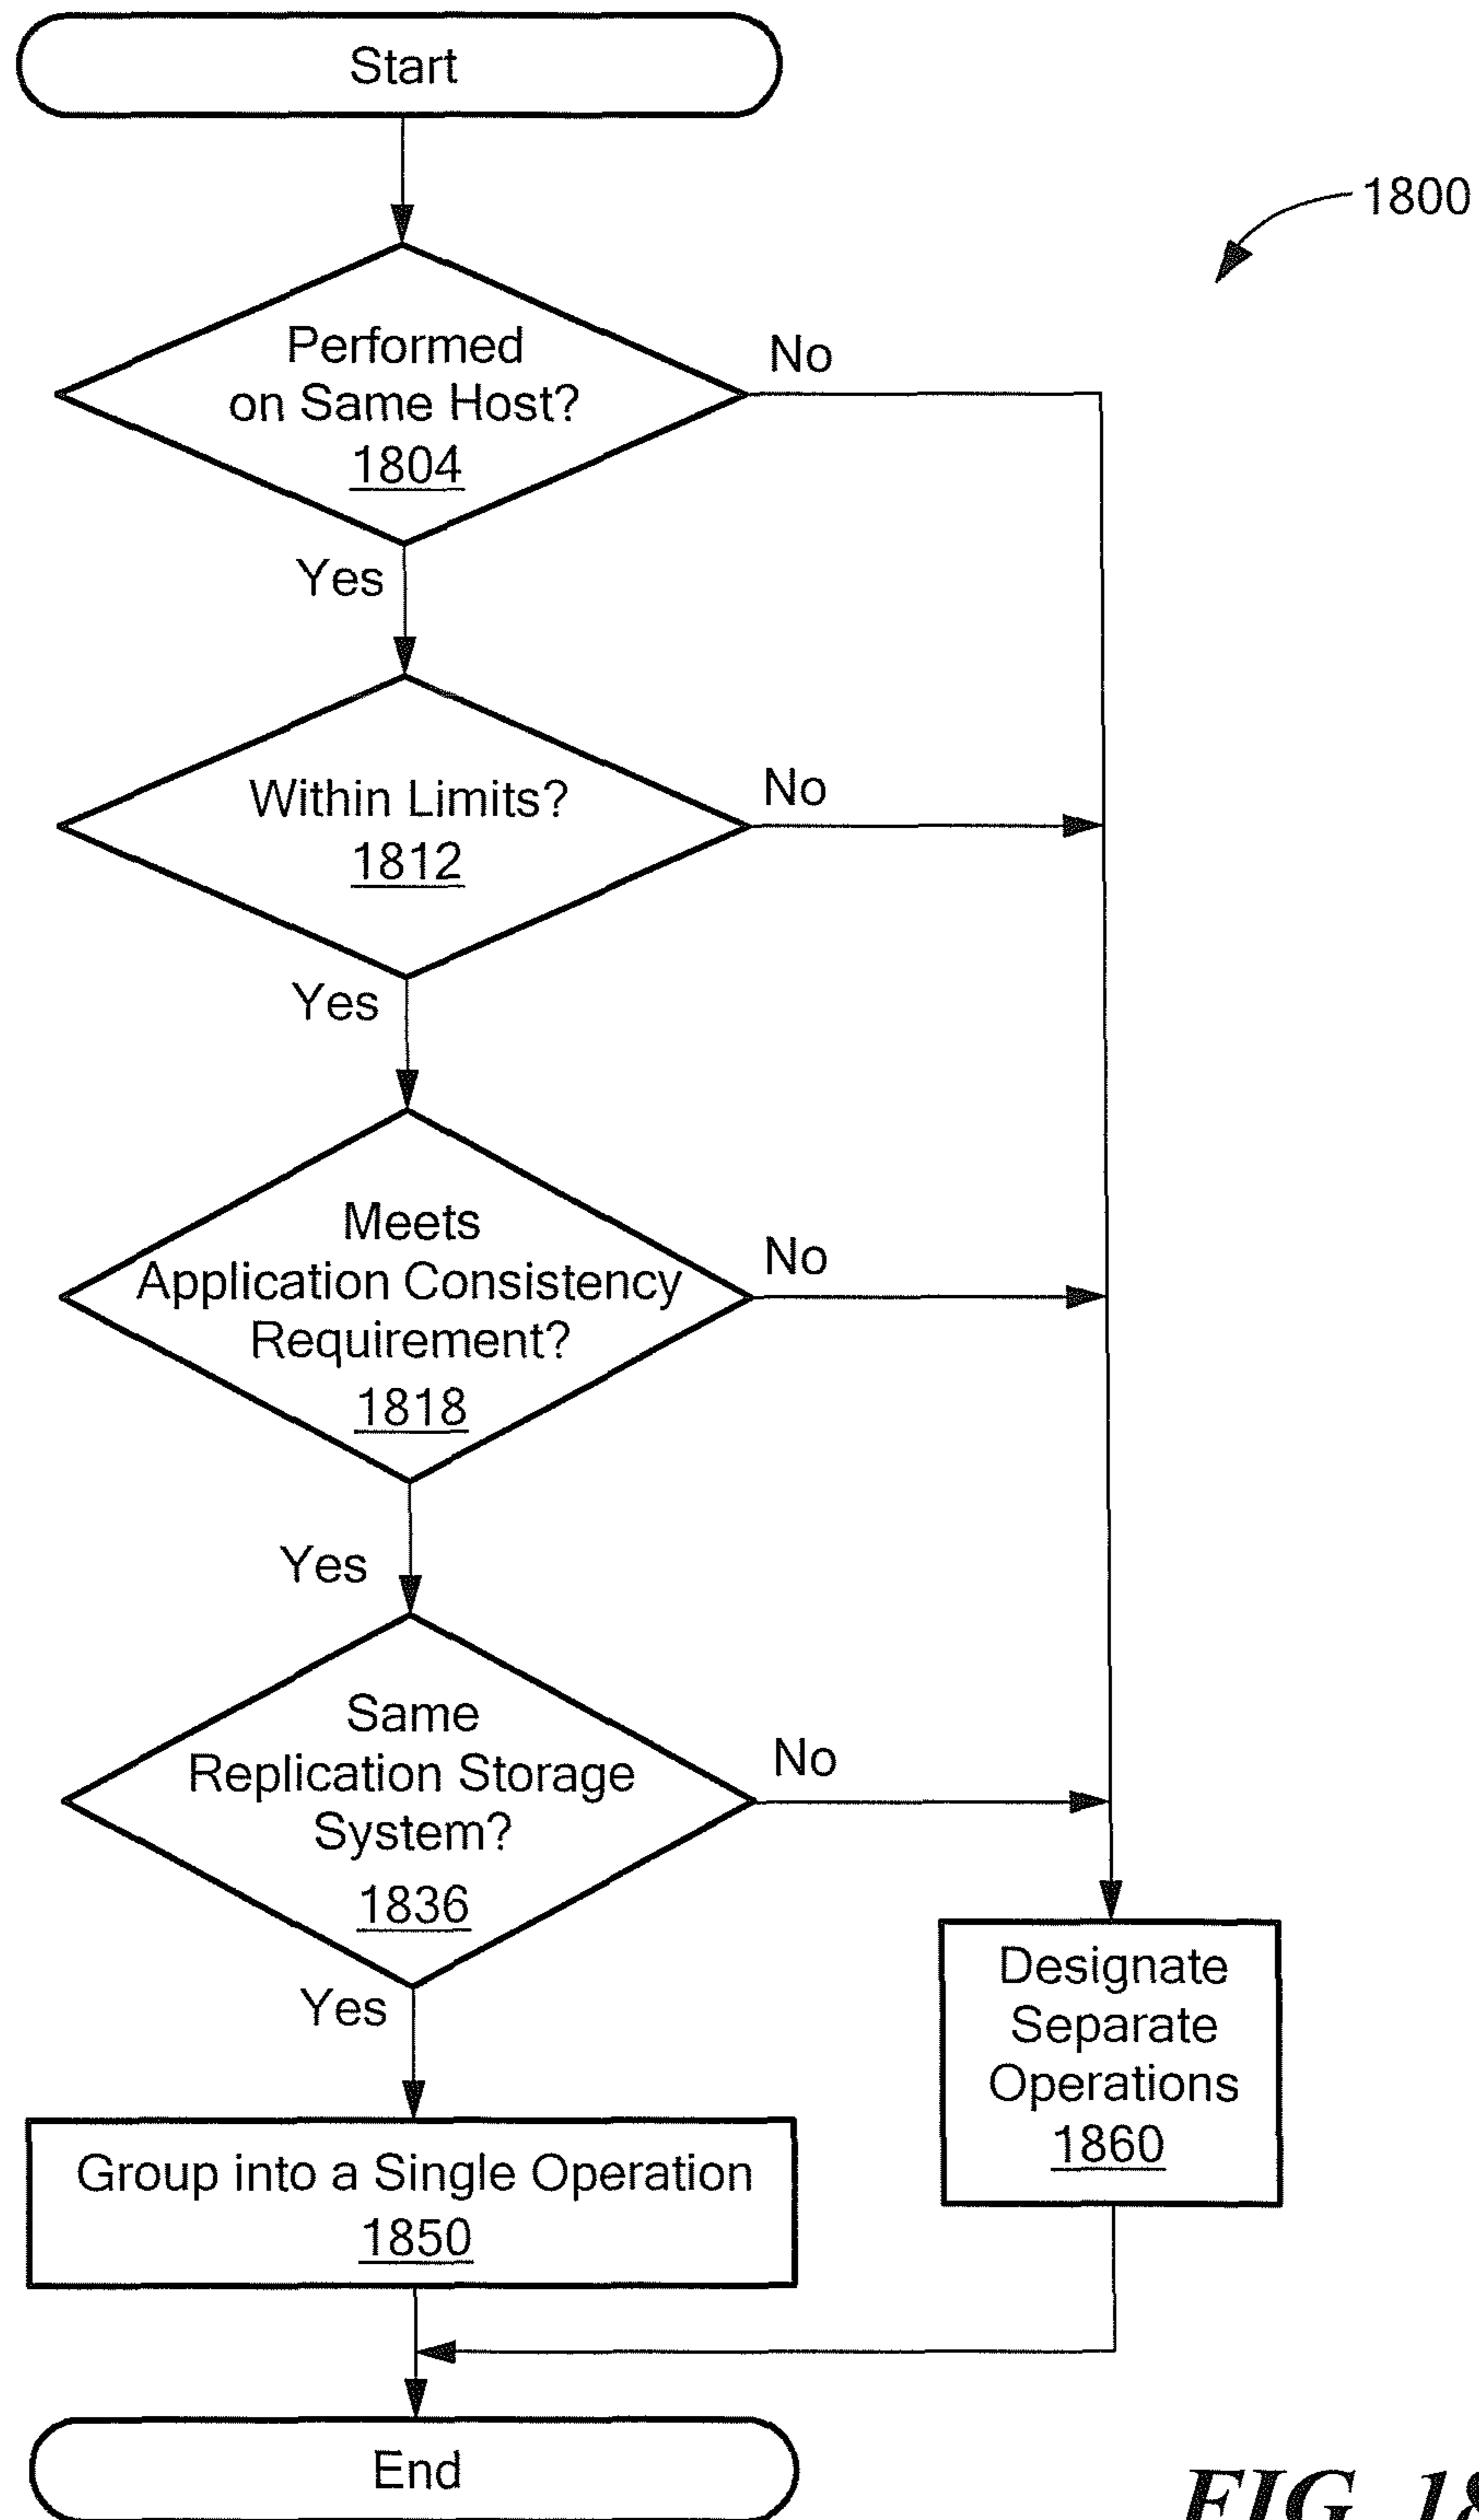 Start
1800
Performed
on Same Host?
1804
No
Yes
Within Limits?
1812
No
Yes
Meets
Application Consistency
Requirement?
1818
No
Yes
Same
Replication Storage
System?
1836
No
Yes
Designate
Separate
Operations
1860
Group into a Single Operation
1850
End
FIG. 18